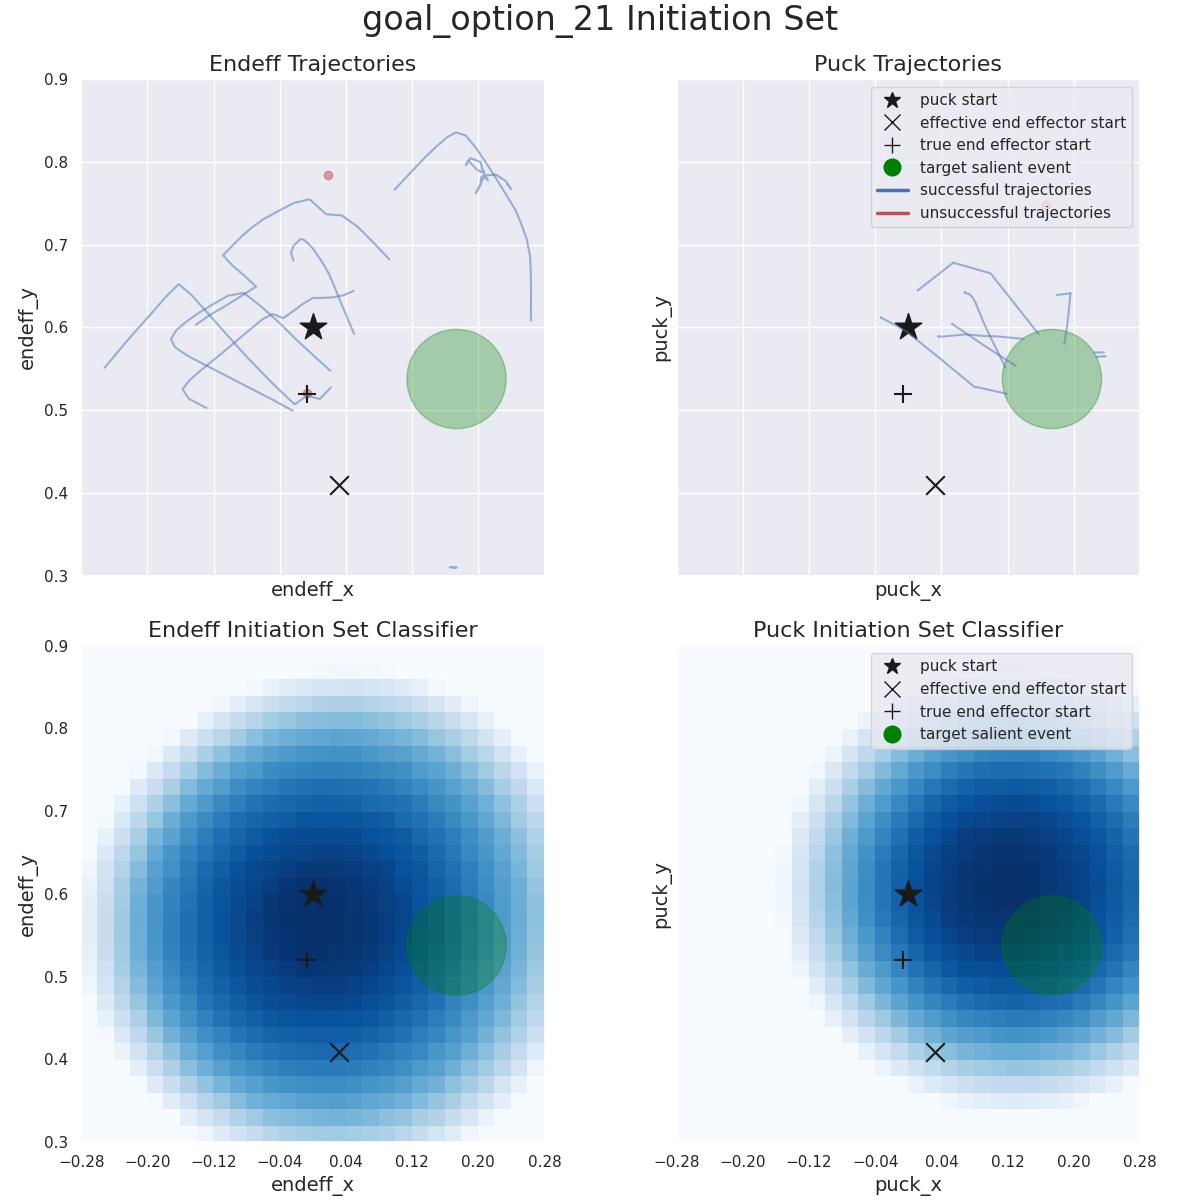 goal_option_21 Initiation Set
Endeff Trajectories
0.9
0.8
0.7
0.6
0.5
0.4
0.3
endeff_y
endeff_x
Puck Trajectories
puck start
effective end effector start
true end effector start
target salient event
successful trajectories
unsuccessful trajectories
puck_y
puck_x
Endeff Initiation Set Classifier
0.9
0.8
0.7
0.6
0.5
0.4
0.3
endeff_y
−0.28 −0.20 −0.12 −0.04 0.04 0.12 0.20 0.28
endeff_x
Puck Initiation Set Classifier
puck start
effective end effector start
true end effector start
target salient event
puck_y
−0.28 −0.20 −0.12 −0.04 0.04 0.12 0.20 0.28
puck_x